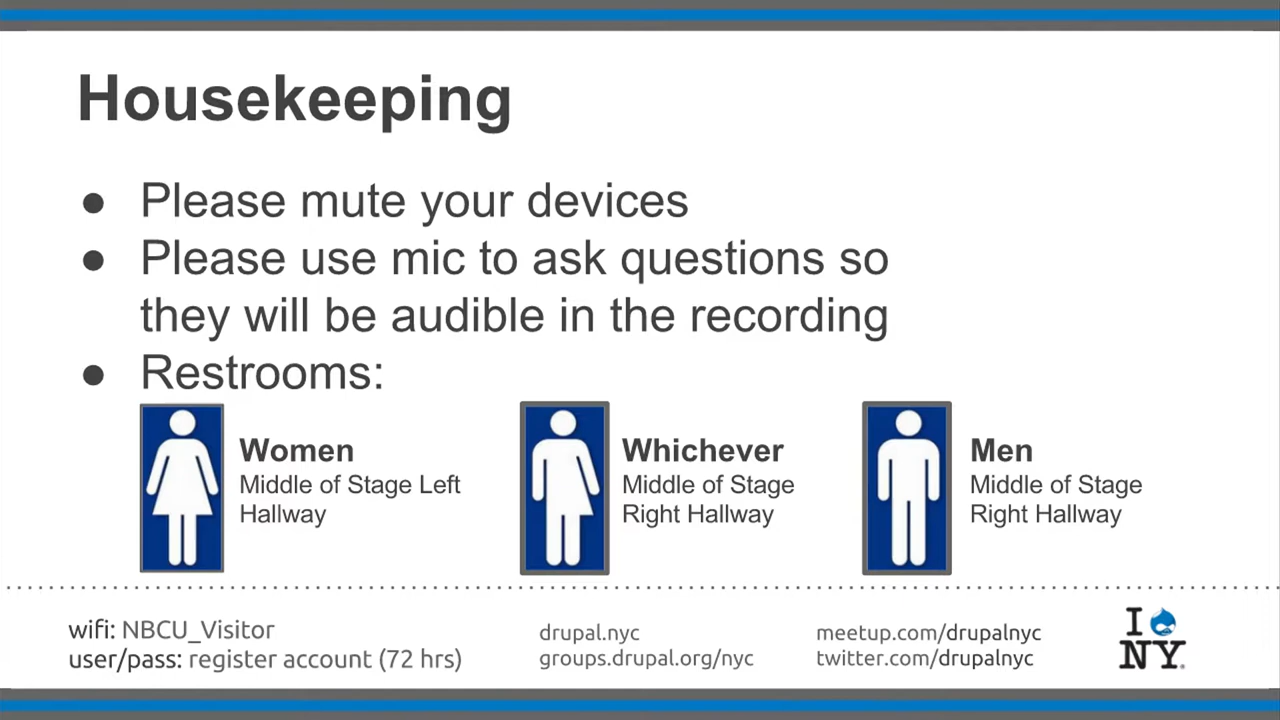 Housekeeping
● Please mute your devices
● Please use mic to ask questions so
they will be audible in the recording
● Restrooms:
Women
Middle of Stage Left
Hallway
Whichever
Middle of Stage
Right Hallway
Men
Middle of Stage
Right Hallway
wifi: NBCU_Visitor
user/pass: register account (72 hrs)
drupal.nyc
groups.drupal.org/nyc
meetup.com/drupalnyc
twitter.com/drupalnyc
I
NY®